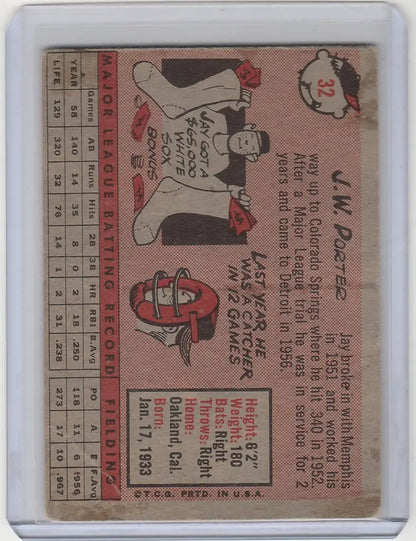 32
J.W. PORTER
Jay broke in with Memphis
in 1951 and worked his
way up to Colorado Springs where he hit 340 in 1952.
After a Major League trial he was in service for 2
years and came to Detroit in 1956.
JAY GOT A
$65,000
WHITE
SOX
BONUS
LAST YEAR HE
WAS A CATCHER
IN 12 GAMES
Height: 6'2"
Weight: 180
Bats: Right
Throws: Right
Home:
Oakland, Cal.
Born:
Jan. 17, 1933
© T.C.G. PRTD. IN U.S.A.
MAJOR LEAGUE BATTING RECORD FIELDING
Games AB Runs Hits 2B 3B HR RBI B.Avg PO A E F.Avg
YEAR 58 140 14 35 8 0 2 18 .250 118 11 6 .956
LIFE 129 320 32 76 14 1 2 31 .238 273 17 10 .967